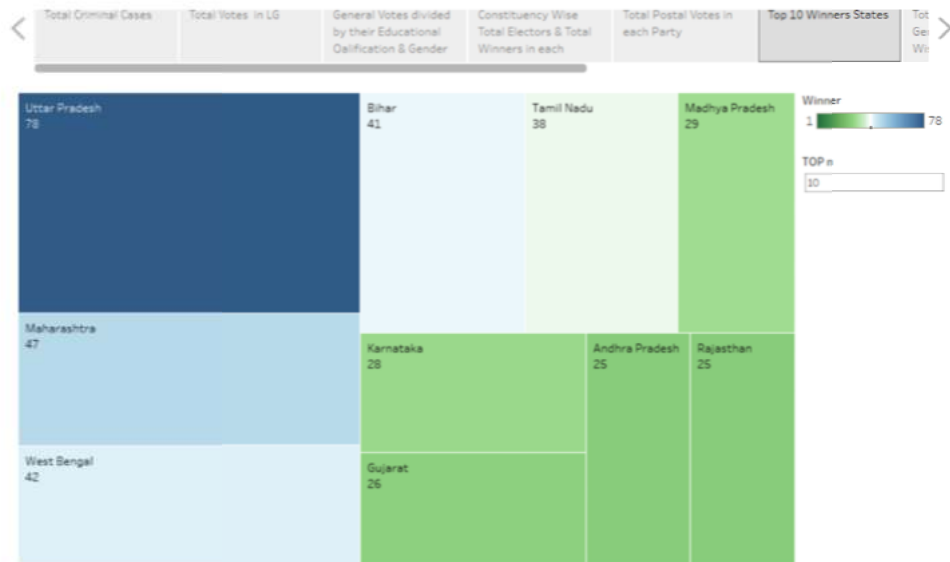 Total Criminal Cases
Total Votes in LG
General Votes divided
by their Educational
Qalification & Gender
Constituency Wise
Total Electors & Total
Winners in each
Total Postal Votes in
each Party
Top 10 Winners States
Tot
Ger
Wi
Uttar Pradesh
78
Bihar
41
Tamil Nadu
38
Madhya Pradesh
29
Winner
1
78
TOP n
10
Maharashtra
47
Karnataka
28
Andhra Pradesh
25
Rajasthan
25
West Bengal
42
Gujarat
26